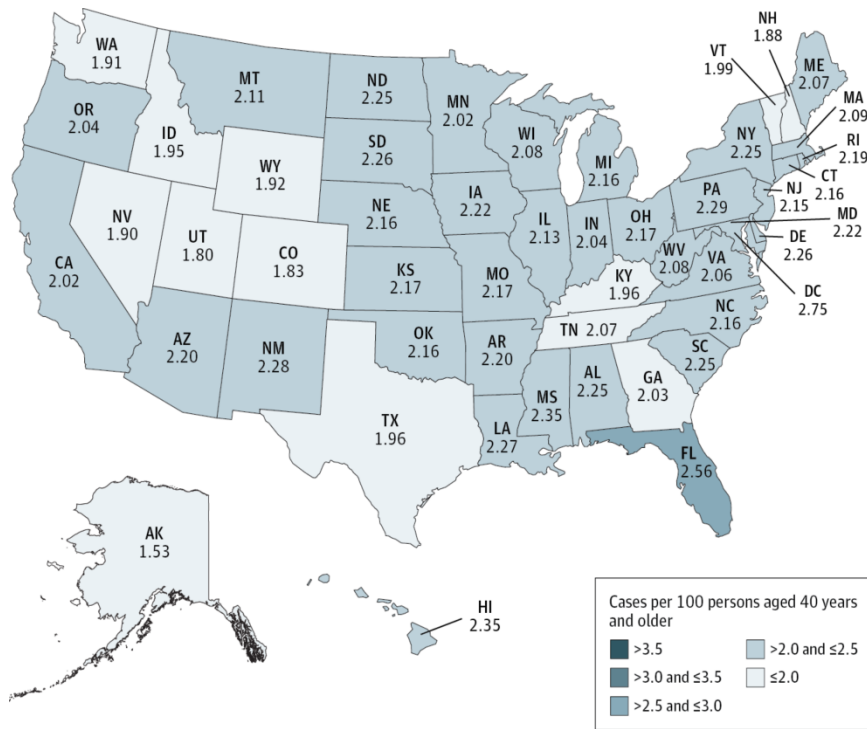 NH
1.88
VT
1.99
WA
1.91
ME
2.07
MT
2.11
ND
2.25
MN
2.02
MA
2.09
OR
2.04
ID
1.95
SD
2.26
WI
2.08
NY
2.25
RI
2.19
WY
1.92
MI
2.16
CT
2.16
PA
2.29
NJ
2.15
MD
2.22
NE
2.16
IA
2.22
IL
2.13
IN
2.04
OH
2.17
DE
2.26
NV
1.90
UT
1.80
CO
1.83
WV
2.08
VA
2.06
DC
2.75
CA
2.02
KS
2.17
MO
2.17
KY
1.96
NC
2.16
TN 2.07
AZ
2.20
NM
2.28
OK
2.16
AR
2.20
SC
2.25
MS
2.35
AL
2.25
GA
2.03
TX
1.96
LA
2.27
FL
2.56
AK
1.53
HI
2.35
Cases per 100 persons aged 40 years
and older
>3.5
>3.0 and ≤3.5
>2.5 and ≤3.0
>2.0 and ≤2.5
≤2.0